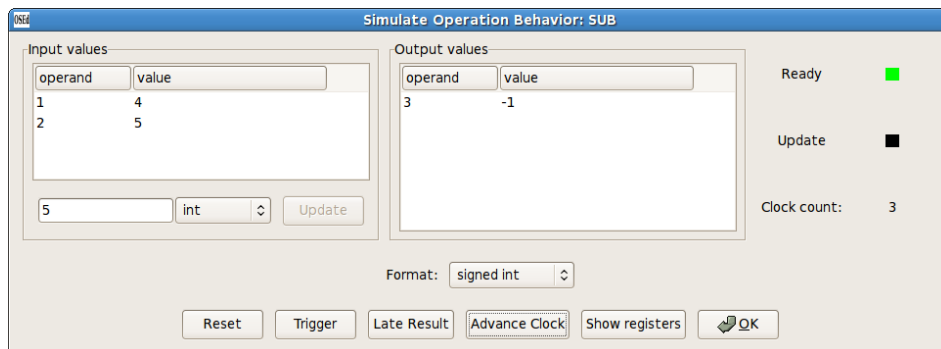 OSEd Simulate Operation Behavior: SUB
Input values
operand value
1 4
2 5
5 int Update
Output values
operand value
3 -1
Ready
Update
Clock count: 3
Format: signed int
Reset Trigger Late Result Advance Clock Show registers OK